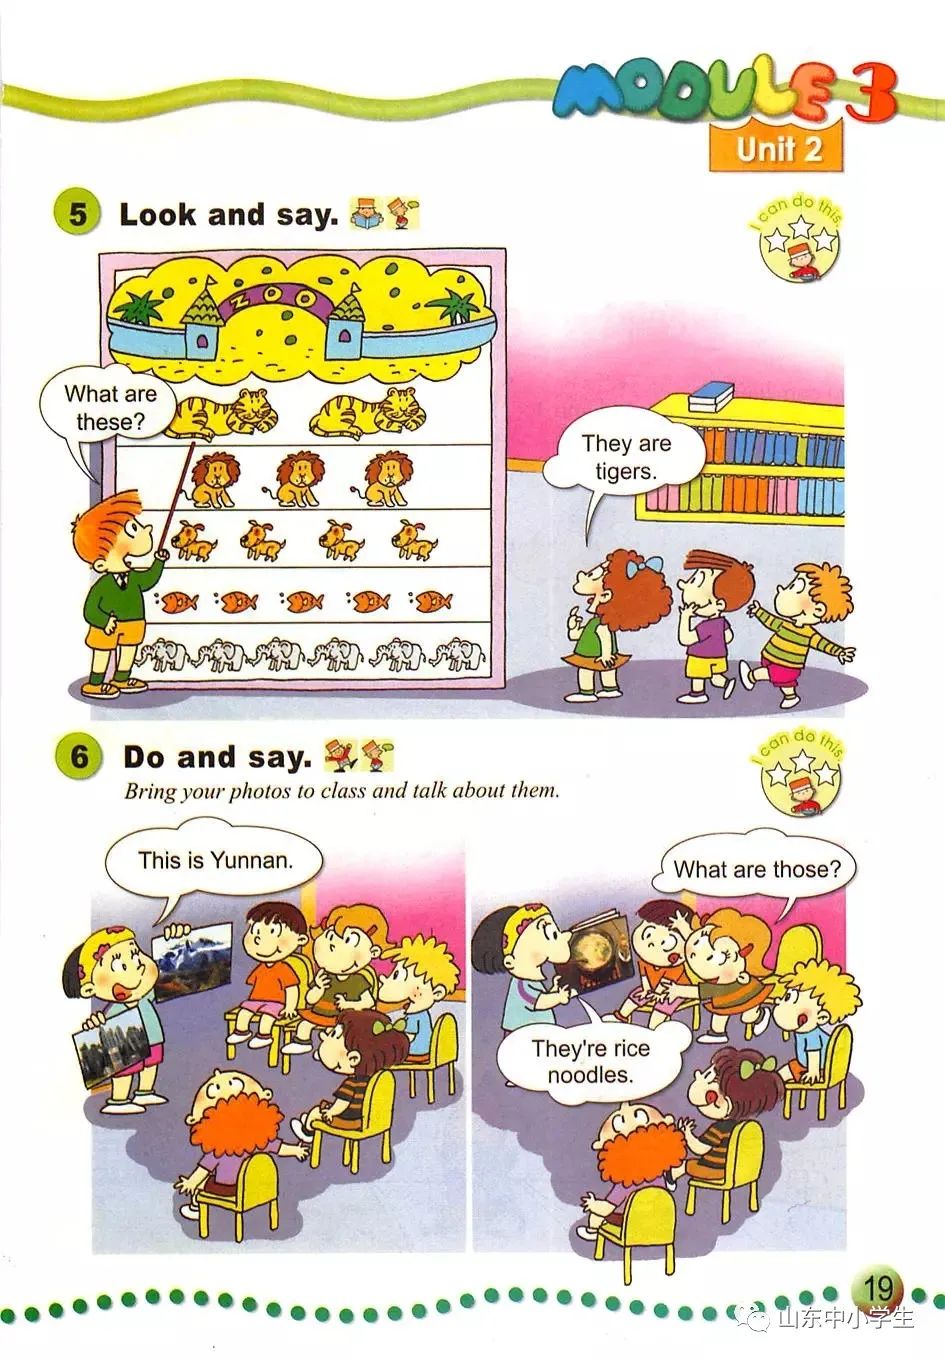 MODULE 3
Unit 2
5 Look and say.
I can do this.
ZOO
What are
these?
They are
tigers.
6 Do and say.
I can do this.
Bring your photos to class and talk about them.
This is Yunnan.
What are those?
They're rice
noodles.
19
山东中小学生